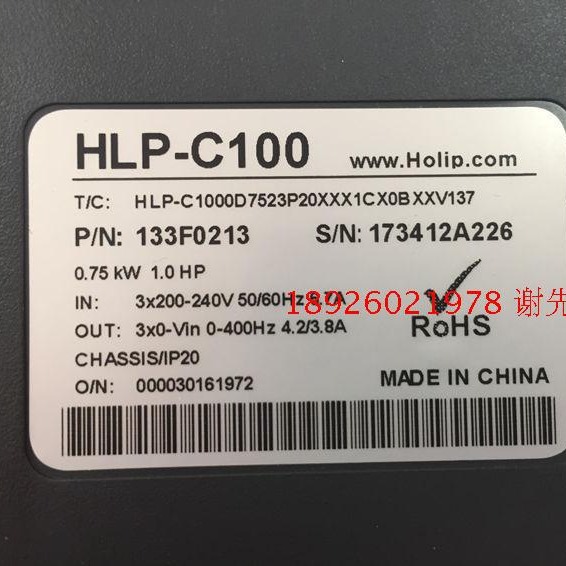 HLP-C100 www.Holip.com
T/C: HLP-C1000D7523P20XXX1CX0BXXV137
P/N: 133F0213 S/N: 173412A226
0.75 kW 1.0 HP
IN: 3x200-240V 50/60Hz
18926021978 谢先
OUT: 3x0-Vin 0-400Hz 4.2/3.8A
RoHS
CHASSIS/IP20
O/N: 000030161972
MADE IN CHINA